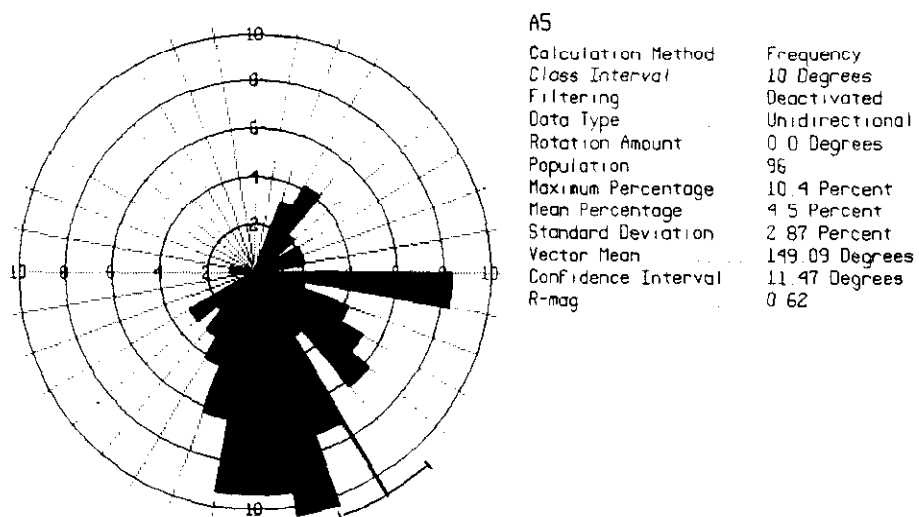 A5
Calculation Method Frequency
Class Interval 10 Degrees
Filtering Deactivated
Data Type Unidirectional
Rotation Amount 0.0 Degrees
Population 96
Maximum Percentage 10.4 Percent
Mean Percentage 4.5 Percent
Standard Deviation 2.87 Percent
Vector Mean ..... 149.09 Degrees
Confidence Interval 11.47 Degrees
R-mag 0.62
10
8
6
4
2
10 8 6 4 2 2 4 6 8 10
10